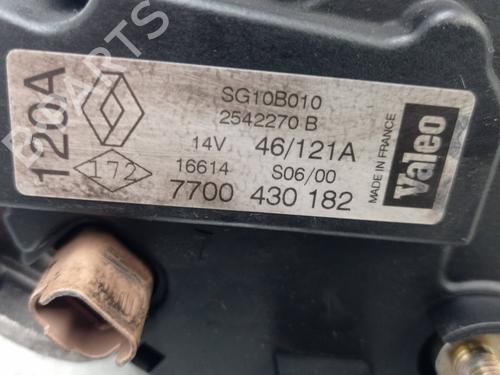 120A
172
SG10B010
2542270 B
14V 46/121A
16614 S06/00
7700 430 182
MADE IN FRANCE
Valeo